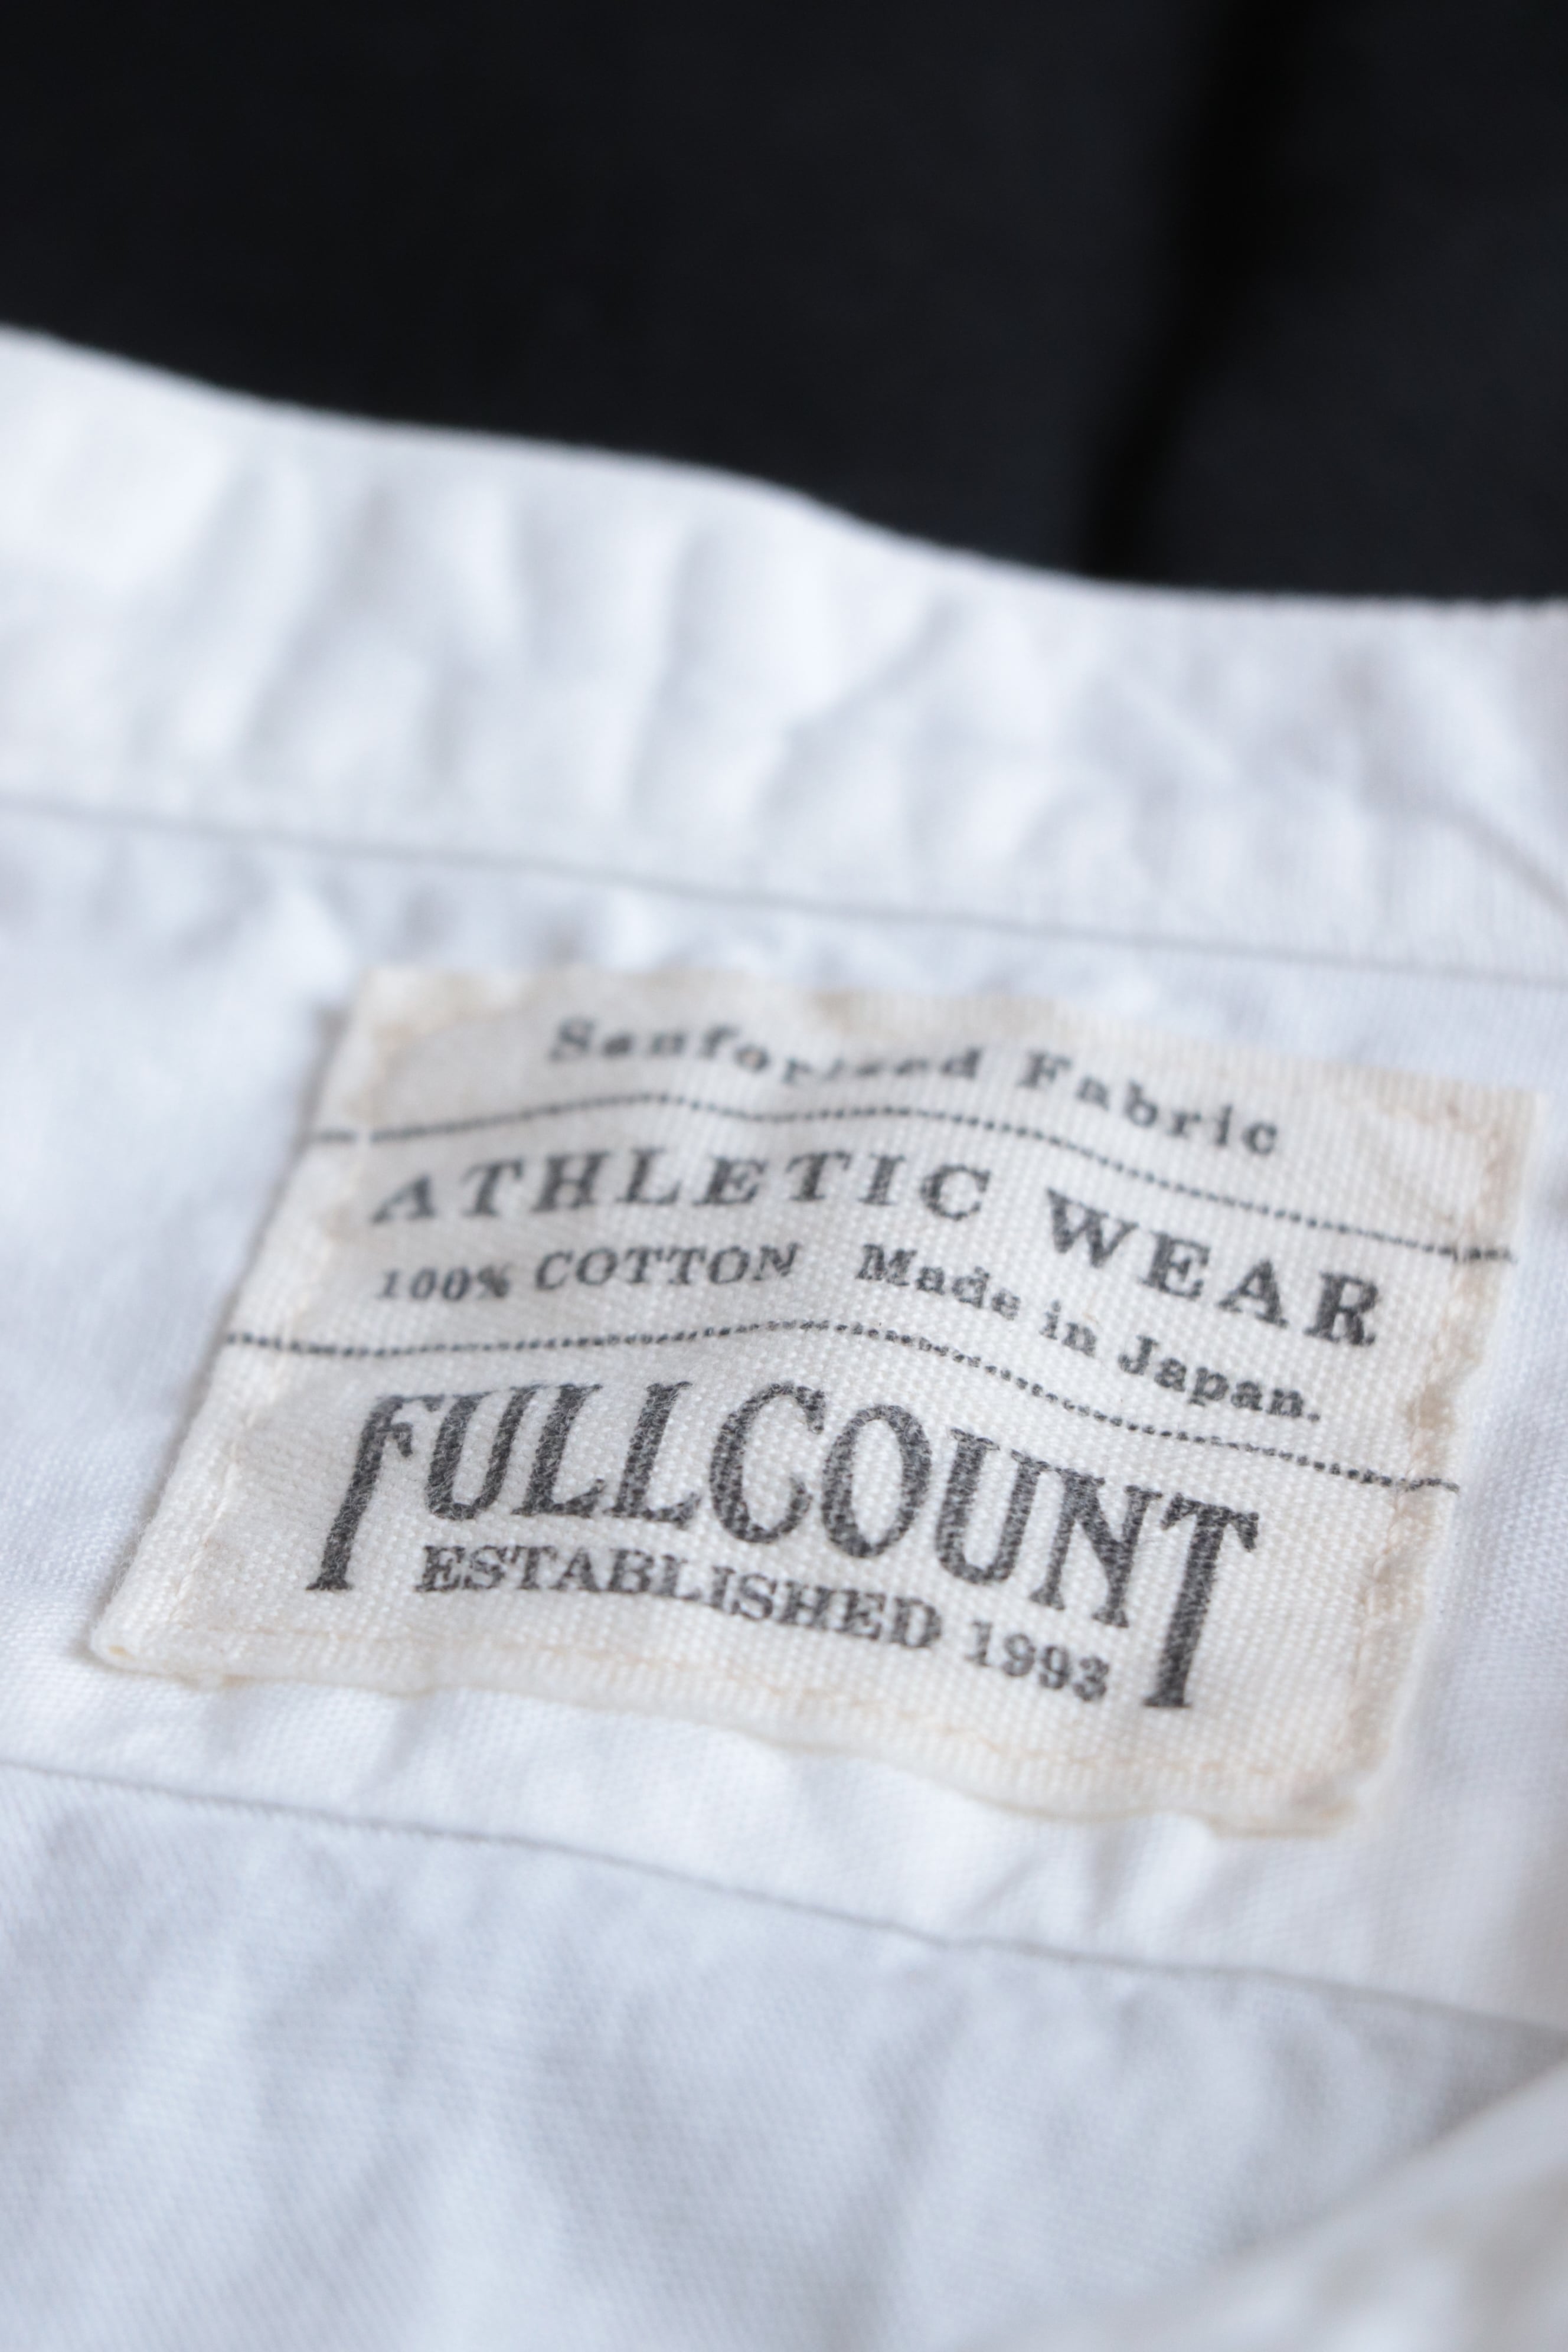 Sanforized Fabric
ATHLETIC WEAR
100% COTTON Made in Japan.
FULLCOUNT
ESTABLISHED 1993